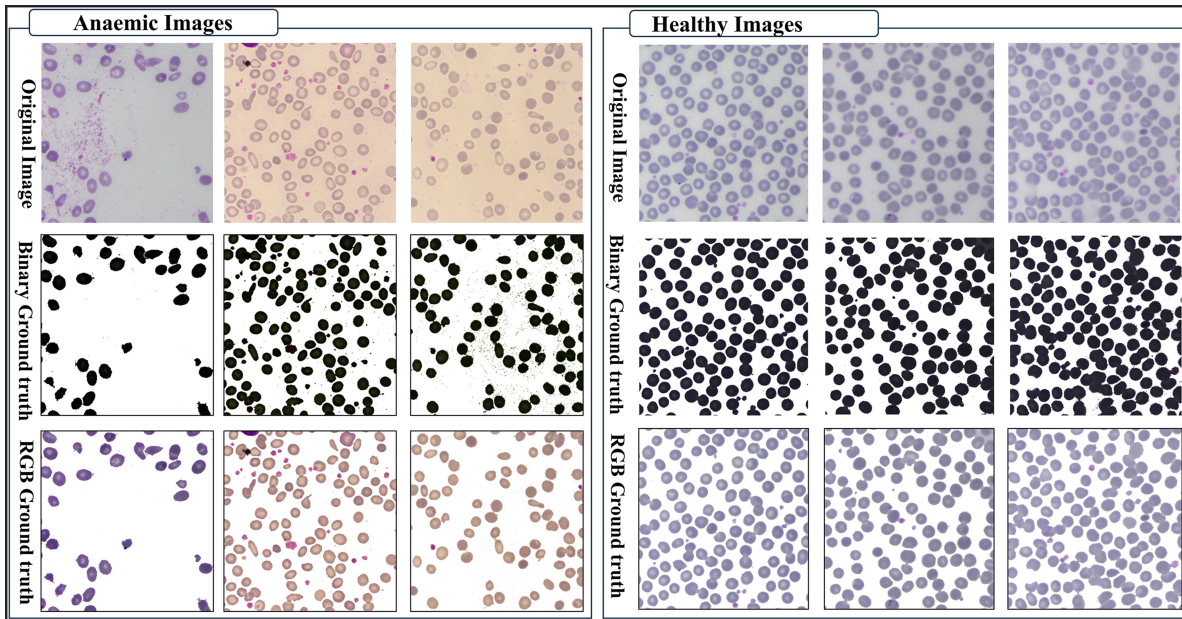 Anaemic Images
Original Image
Binary Ground truth
RGB Ground truth
Healthy Images
Original Image
Binary Ground truth
RGB Ground truth